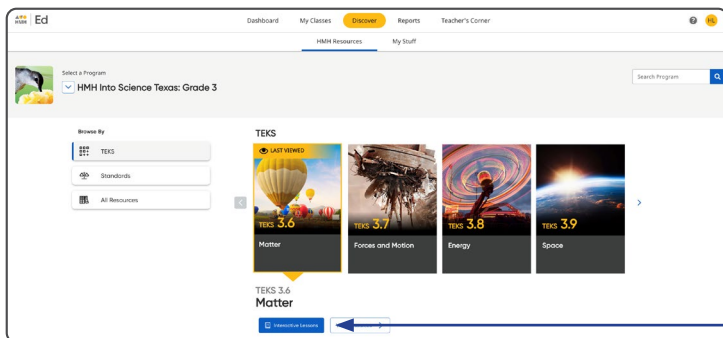 HMH Ed
Dashboard My Classes Discover Reports Teacher's Corner
? HL
HMH Resources My Stuff
Select a Program
HMH Into Science Texas: Grade 3
Search Program
Browse By
TEKS
Standards
All Resources
TEKS
LAST VIEWED
TEKS 3.6
Matter
TEKS 3.7
Forces and Motion
TEKS 3.8
Energy
TEKS 3.9
Space
TEKS 3.6
Matter
Interactive Lessons